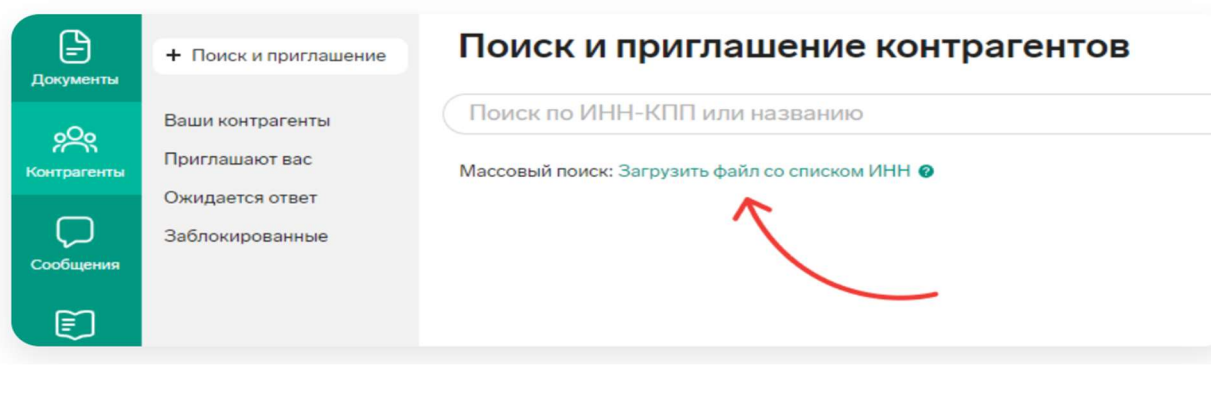 Документы
Контрагенты
Сообщения
+ Поиск и приглашение
Ваши контрагенты
Приглашают вас
Ожидается ответ
Заблокированные
Поиск и приглашение контрагентов
Поиск по ИНН-КПП или названию
Массовый поиск: Загрузить файл со списком ИНН ?